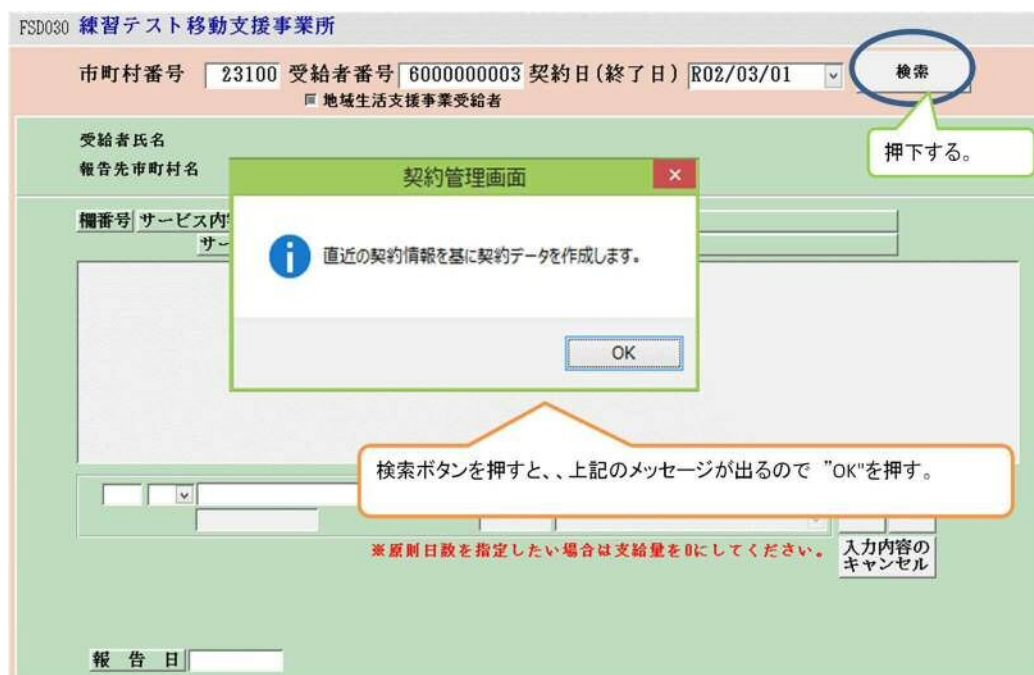 FSD030 練習テスト移動支援事業所
市町村番号 23100 受給者番号 6000000003 契約日(終了日) R02/03/01 検索
地域生活支援事業受給者
押下する。
受給者氏名
報告先市町村名
契約管理画面
欄番号 サービス内
サー
直近の契約情報を基に契約データを作成します。
OK
検索ボタンを押すと、、上記のメッセージが出るので ”OK"を押す。
※原則日数を指定したい場合は支給量を0にしてください。
入力内容の
キャンセル
報 告 日